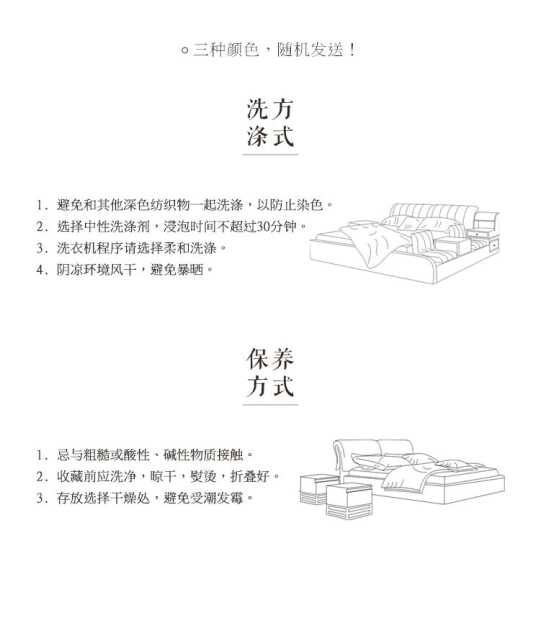 三种颜色，随机发送！
洗方
涤式
1. 避免和其他深色纺织物一起洗涤，以防止染色。
2. 选择中性洗涤剂，浸泡时间不超过30分钟。
3. 洗衣机程序请选择柔和洗涤。
4. 阴凉环境风干，避免暴晒。
保养
方式
1. 忌与粗糙或酸性、碱性物质接触。
2. 收藏前应洗净，晾干，熨烫，折叠好。
3. 存放选择干燥处，避免受潮发霉。